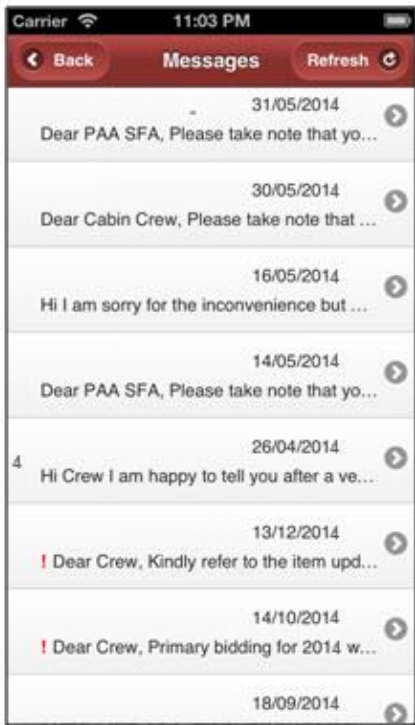 Carrier 11:03 PM
Back Messages Refresh
31/05/2014
Dear PAA SFA, Please take note that yo...
30/05/2014
Dear Cabin Crew, Please take note that ...
16/05/2014
Hi I am sorry for the inconvenience but ...
14/05/2014
Dear PAA SFA, Please take note that yo...
26/04/2014
4
Hi Crew I am happy to tell you after a ve...
13/12/2014
! Dear Crew, Kindly refer to the item upd...
14/10/2014
! Dear Crew, Primary bidding for 2014 w...
18/09/2014